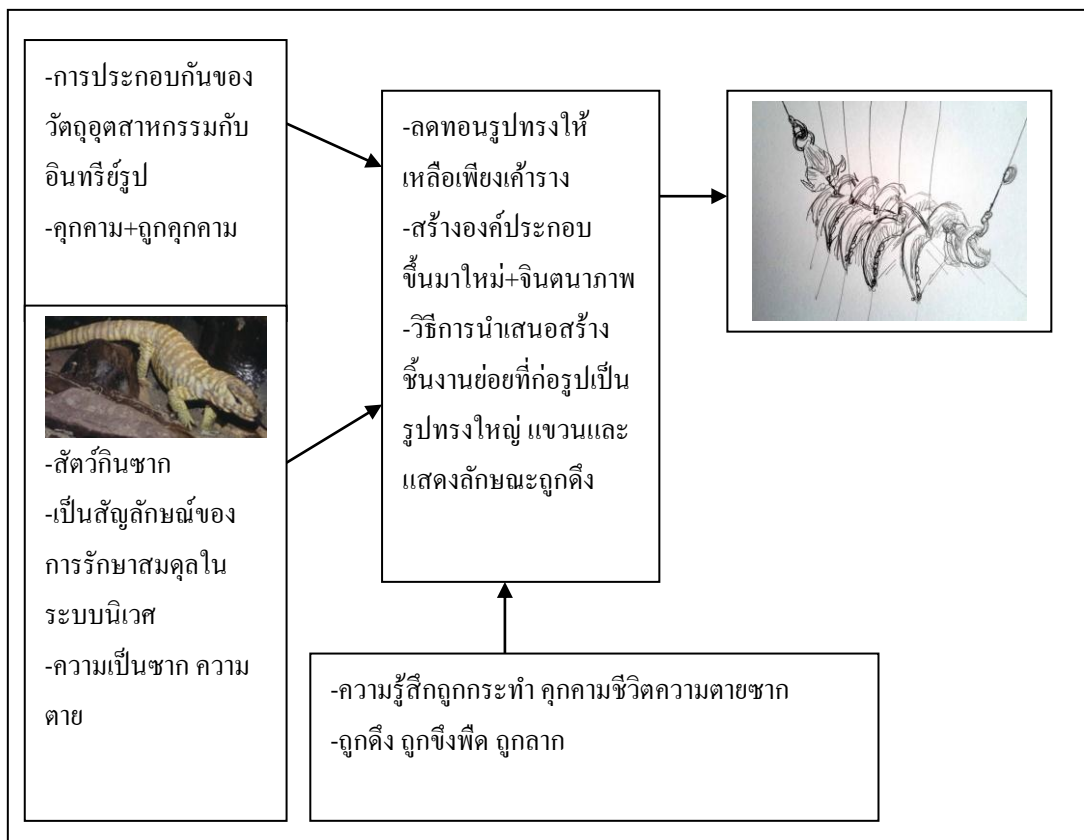 -การประกอบกันของ
วัตถุอุตสาหกรรมกับ
อินทรีย์รูป
-คุกคาม+ถูกคุกคาม
-สัตว์กินซาก
-เป็นสัญลักษณ์ของ
การรักษาสมดุลใน
ระบบนิเวศ
-ความเป็นซาก ความ
ตาย
-ลดทอนรูปทรงให้
เหลือเพียงเค้าราง
-สร้างองค์ประกอบ
ขึ้นมาใหม่+จินตนาภาพ
-วิธีการนำเสนอสร้าง
ชิ้นงานย่อยที่ก่อรูปเป็น
รูปทรงใหญ่ แขวนและ
แสดงลักษณะถูกดึง
-ความรู้สึกถูกกระทำ คุกคามชีวิตความตายซาก
-ถูกดึง ถูกขึงพืด ถูกลาก